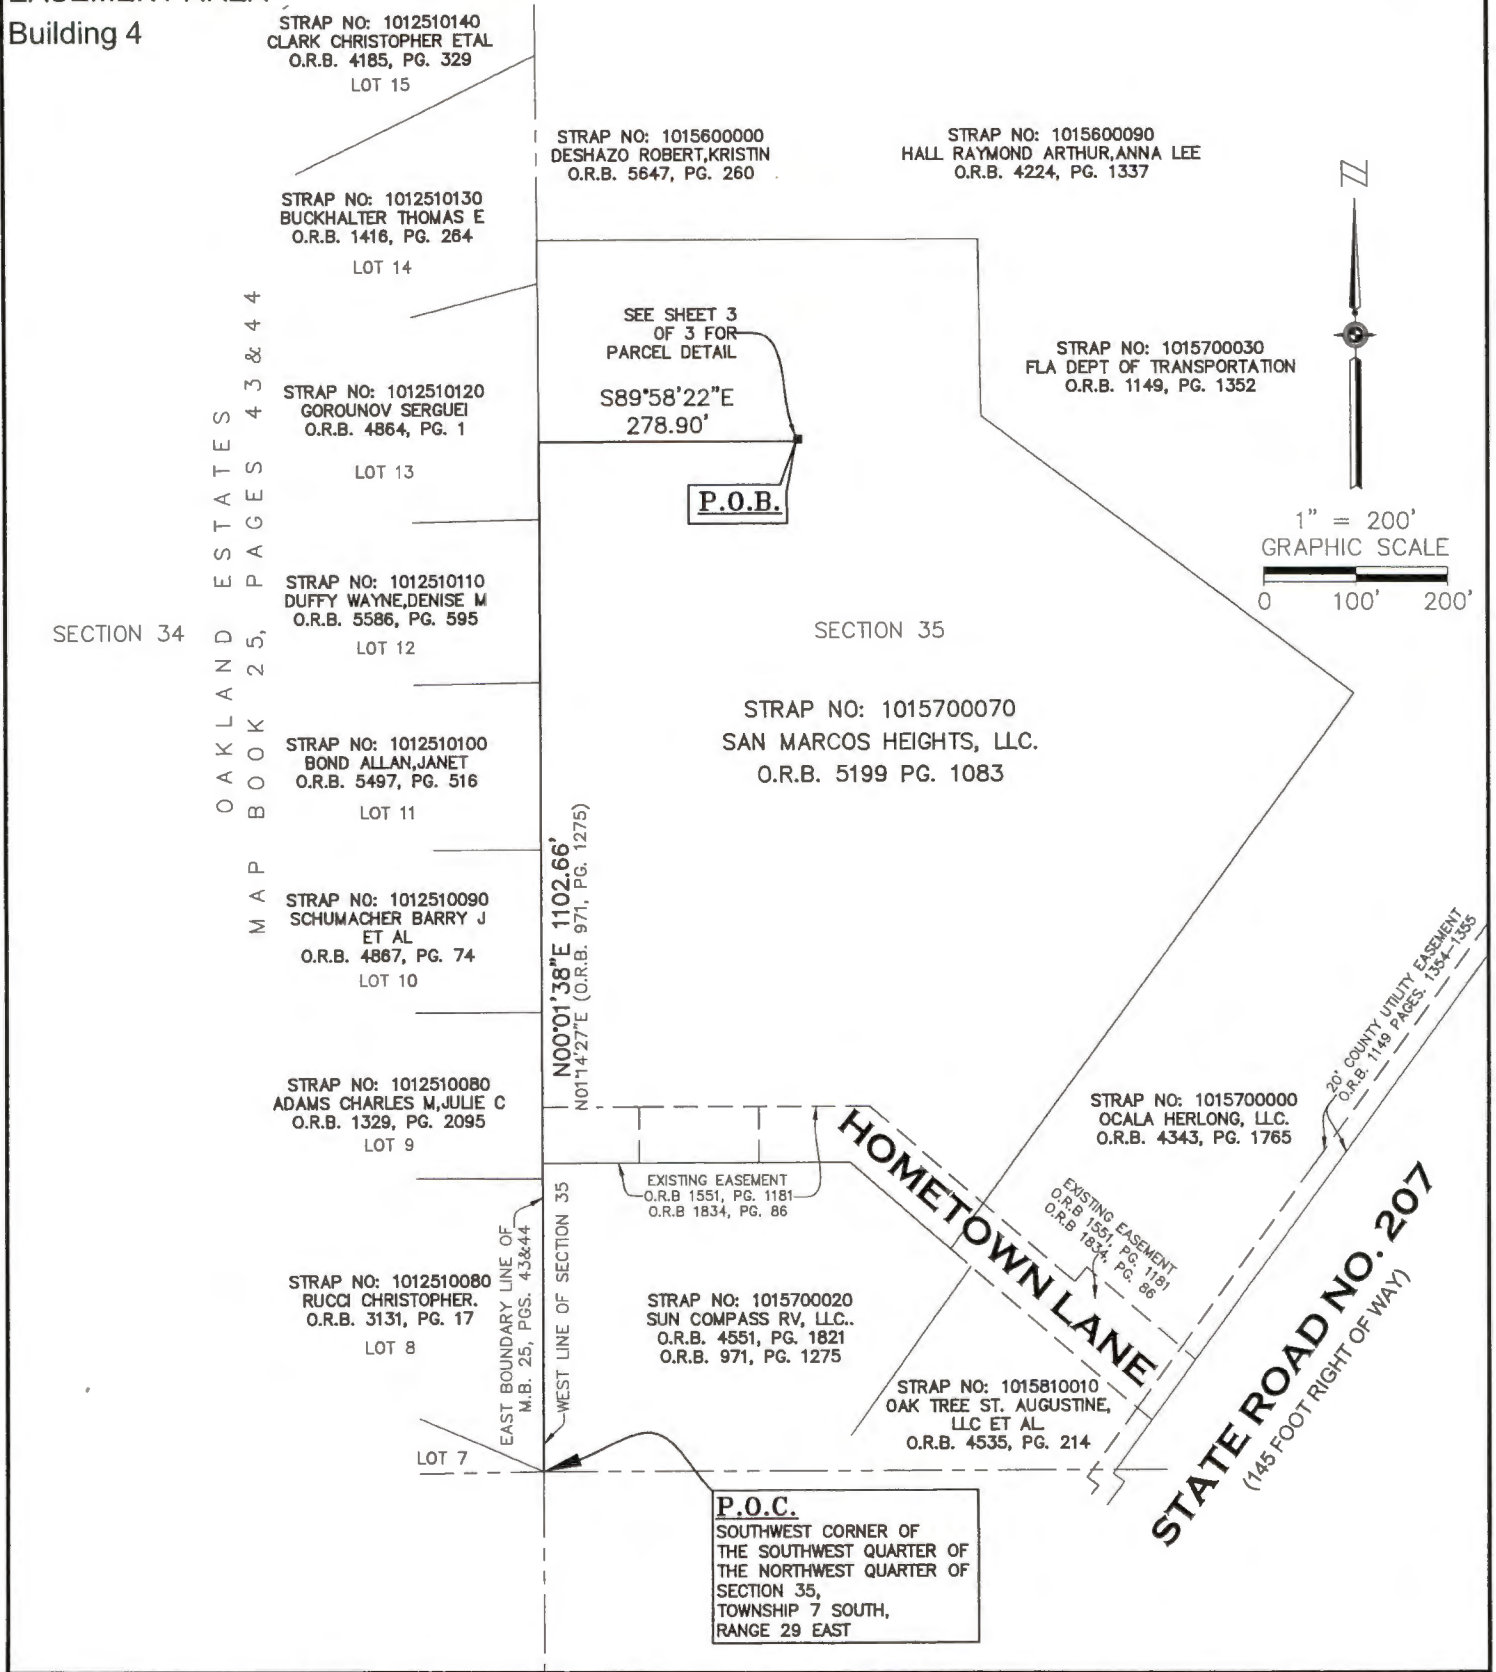 Building 4
STRAP NO: 1012510140
CLARK CHRISTOPHER ETAL
O.R.B. 4185, PG. 329
LOT 15
STRAP NO: 1015600000
DESHAZO ROBERT,KRISTIN
O.R.B. 5647, PG. 260
STRAP NO: 1015600090
HALL RAYMOND ARTHUR,ANNA LEE
O.R.B. 4224, PG. 1337
N
STRAP NO: 1012510130
BUCKHALTER THOMAS E
O.R.B. 1416, PG. 264
LOT 14
SEE SHEET 3
OF 3 FOR
PARCEL DETAIL
S89°58'22"E
278.90'
P.O.B.
STRAP NO: 1015700030
FLA DEPT OF TRANSPORTATION
O.R.B. 1149, PG. 1352
1" = 200'
GRAPHIC SCALE
0 100' 200'
STRAP NO: 1012510120
GOROUNOV SERGUEI
O.R.B. 4864, PG. 1
LOT 13
OAKLAND ESTATES
MAP BOOK 25, PAGES 43&44
SECTION 34
STRAP NO: 1012510110
DUFFY WAYNE,DENISE M
O.R.B. 5586, PG. 595
LOT 12
SECTION 35
STRAP NO: 1015700070
SAN MARCOS HEIGHTS, LLC.
O.R.B. 5199 PG. 1083
STRAP NO: 1012510100
BOND ALLAN,JANET
O.R.B. 5497, PG. 516
LOT 11
N00°01'38"E 1102.66'
N01°14'27"E (O.R.B. 971, PG. 1275)
STRAP NO: 1012510090
SCHUMACHER BARRY J
ET AL
O.R.B. 4867, PG. 74
LOT 10
20' COUNTY UTILITY EASEMENT
O.R.B. 1149 PAGES. 1354-1355
STRAP NO: 1012510080
ADAMS CHARLES M,JULIE C
O.R.B. 1329, PG. 2095
LOT 9
STRAP NO: 1015700000
OCALA HERLONG, LLC.
O.R.B. 4343, PG. 1765
HOMETOWN LANE
EXISTING EASEMENT
O.R.B 1551, PG. 1181
O.R.B 1834, PG. 86
EXISTING EASEMENT
O.R.B 1551, PG. 1181
O.R.B 1834, PG. 86
STATE ROAD NO. 207
(145 FOOT RIGHT OF WAY)
EAST BOUNDARY LINE OF
M.B. 25, PGS. 43&44
WEST LINE OF SECTION 35
STRAP NO: 1012510080
RUCCI CHRISTOPHER.
O.R.B. 3131, PG. 17
LOT 8
STRAP NO: 1015700020
SUN COMPASS RV, LLC..
O.R.B. 4551, PG. 1821
O.R.B. 971, PG. 1275
STRAP NO: 1015810010
OAK TREE ST. AUGUSTINE,
LLC ET AL
O.R.B. 4535, PG. 214
LOT 7
P.O.C.
SOUTHWEST CORNER OF
THE SOUTHWEST QUARTER OF
THE NORTHWEST QUARTER OF
SECTION 35,
TOWNSHIP 7 SOUTH,
RANGE 29 EAST